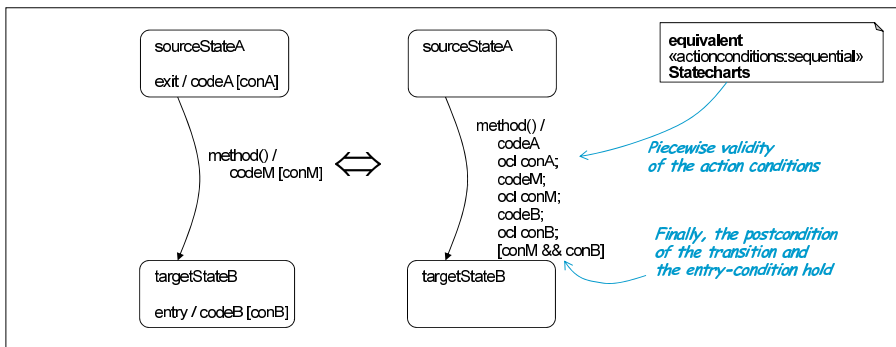 sourceStateA
exit / codeA [conA]
method() /
codeM [conM]
targetStateB
entry / codeB [conB]
sourceStateA
method() /
codeA
ocl conA;
codeM;
ocl conM;
codeB;
ocl conB;
[conM && conB]
targetStateB
equivalent
«actionconditions:sequential»
Statecharts
Piecewise validity
of the action conditions
Finally, the postcondition
of the transition and
the entry-condition hold